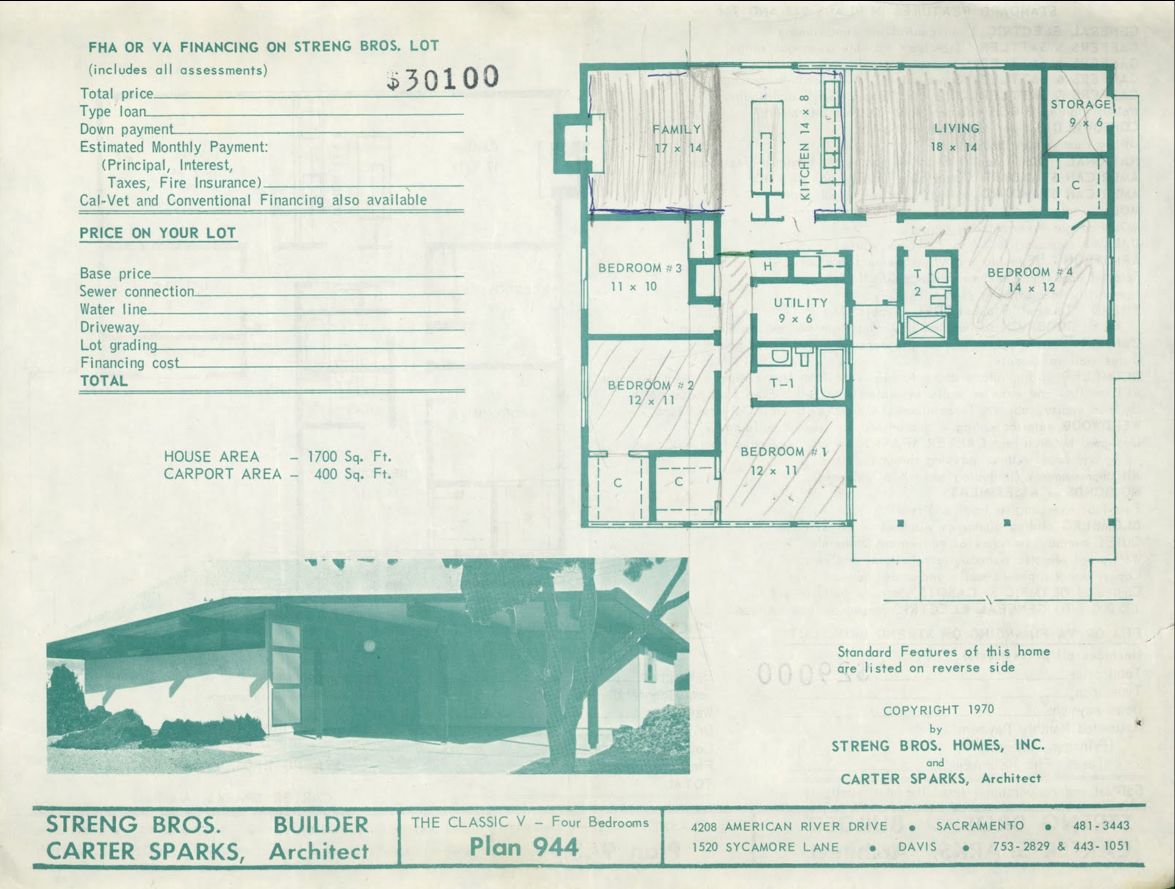 FHA OR VA FINANCING ON STRENG BROS. LOT
(includes all assessments)
$30100
Total price
Type loan
Down payment
Estimated Monthly Payment:
(Principal, Interest,
Taxes, Fire Insurance)
Cal-Vet and Conventional Financing also available
PRICE ON YOUR LOT
Base price
Sewer connection
Water line
Driveway
Lot grading
Financing cost
TOTAL
HOUSE AREA – 1700 Sq. Ft.
CARPORT AREA – 400 Sq. Ft.
FAMILY
17 x 14
KITCHEN 14 x 8
LIVING
18 x 14
STORAGE
9 x 6
C
BEDROOM #3
11 x 10
H
UTILITY
9 x 6
T
2
BEDROOM #4
14 x 12
BEDROOM #2
12 x 11
T-1
BEDROOM #1
12 x 11
C
C
Standard Features of this home
are listed on reverse side
COPYRIGHT 1970
by
STRENG BROS. HOMES, INC.
and
CARTER SPARKS, Architect
STRENG BROS. BUILDER
CARTER SPARKS, Architect
THE CLASSIC V – Four Bedrooms
Plan 944
4208 AMERICAN RIVER DRIVE • SACRAMENTO • 481-3443
1520 SYCAMORE LANE • DAVIS • 753-2829 & 443-1051